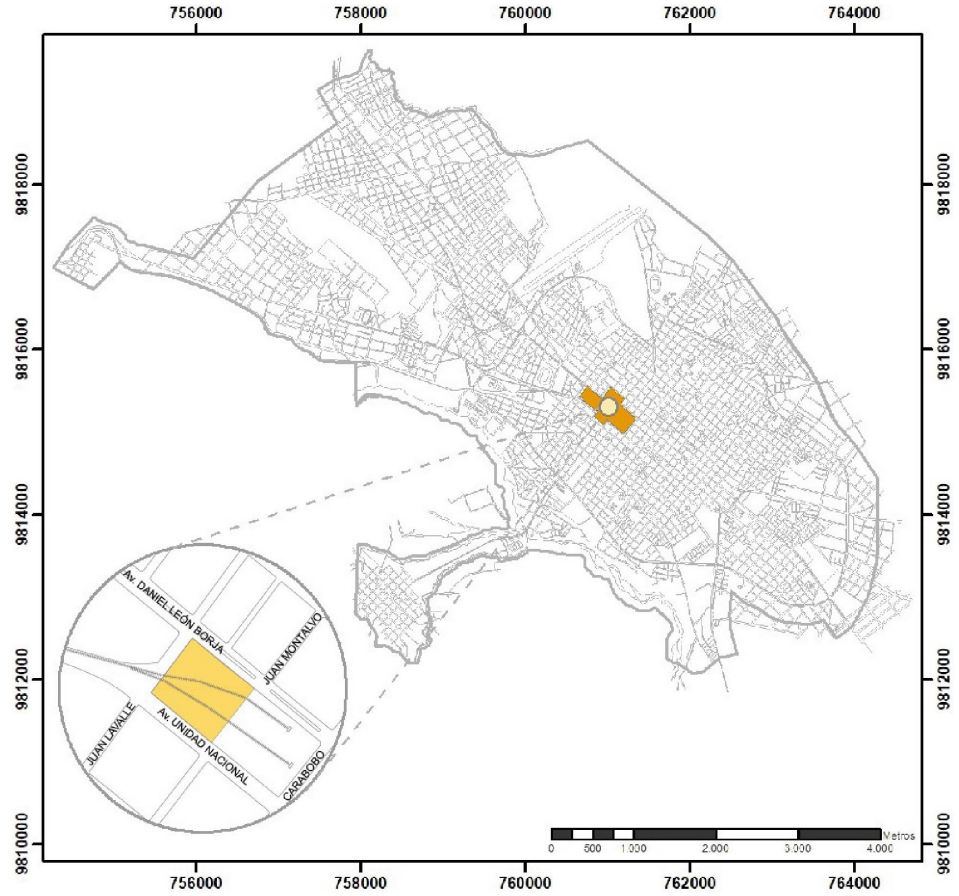 756000 758000 760000 762000 764000
9818000 9818000
9816000 9816000
9814000 9814000
Av. DANIEL LEÓN BORJA
JUAN MONTALVO
9812000 9812000
JUAN LAVALLE
Av. UNIDAD NACIONAL
CARABOBO
Metros
0 500 1.000 2.000 3.000 4.000
9810000 9810000
756000 758000 760000 762000 764000